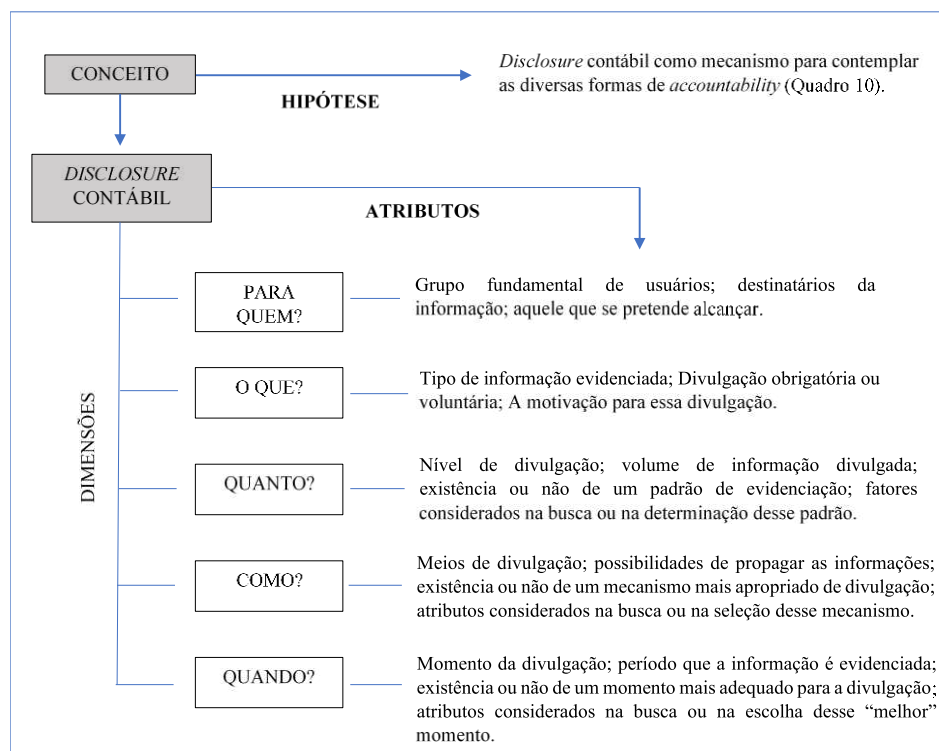 CONCEITO
Disclosure contábil como mecanismo para contemplar
as diversas formas de accountability (Quadro 10).
HIPÓTESE
DISCLOSURE
CONTÁBIL
ATRIBUTOS
DIMENSÕES
PARA
QUEM?
Grupo fundamental de usuários; destinatários da
informação; aquele que se pretende alcançar.
O QUE?
Tipo de informação evidenciada; Divulgação obrigatória ou
voluntária; A motivação para essa divulgação.
QUANTO?
Nível de divulgação; volume de informação divulgada;
existência ou não de um padrão de evidenciação; fatores
considerados na busca ou na determinação desse padrão.
COMO?
Meios de divulgação; possibilidades de propagar as informações;
existência ou não de um mecanismo mais apropriado de divulgação;
atributos considerados na busca ou na seleção desse mecanismo.
QUANDO?
Momento da divulgação; período que a informação é evidenciada;
existência ou não de um momento mais adequado para a divulgação;
atributos considerados na busca ou na escolha desse “melhor”
momento.